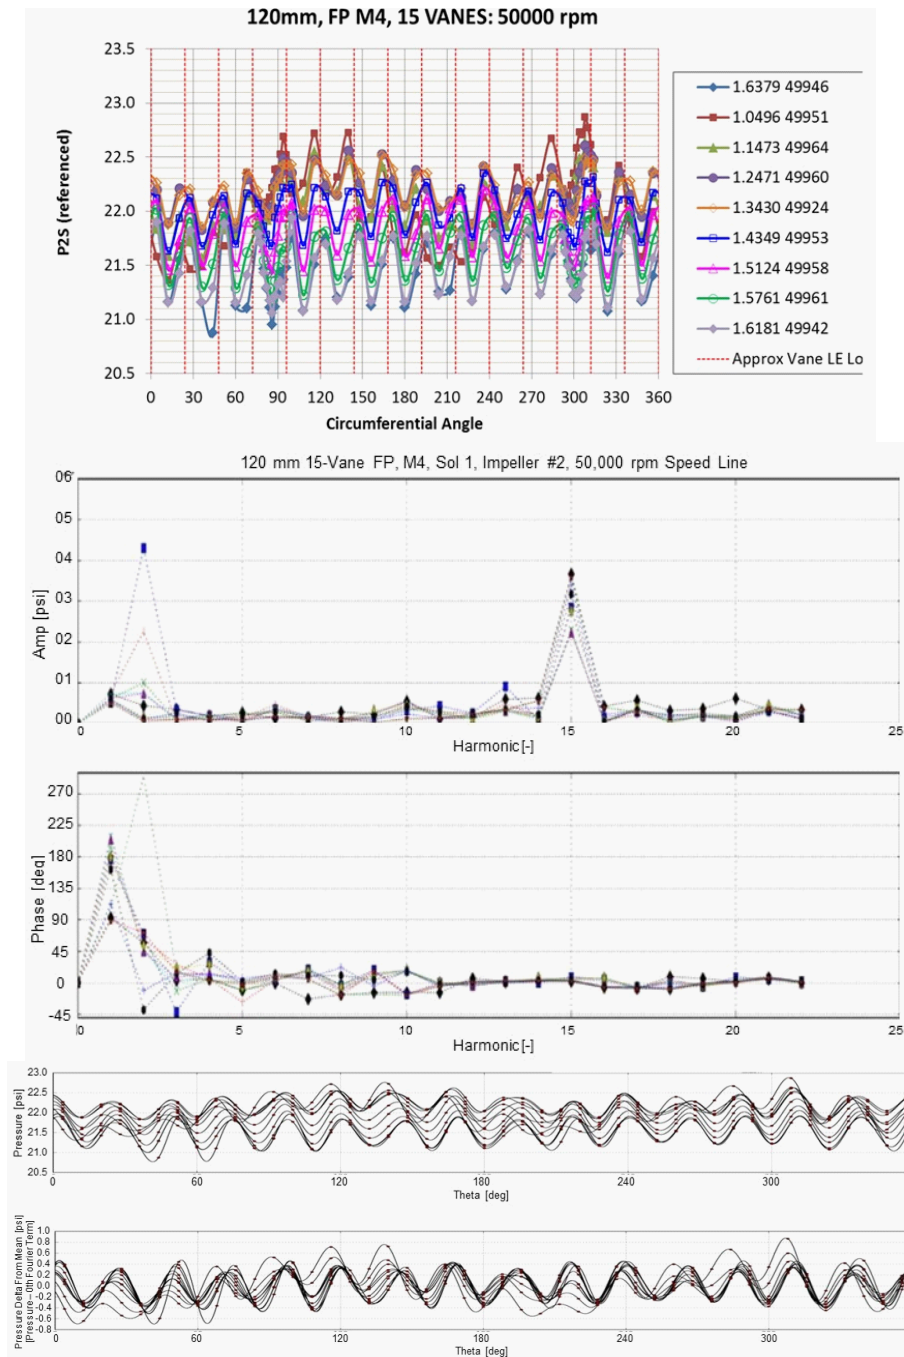 120mm, FP M4, 15 VANES: 50000 rpm
23.5
23.0
22.5
22.0
21.5
21.0
20.5
P2S (referenced)
0 30 60 90 120 150 180 210 240 270 300 330 360
Circumferential Angle
1.6379 49946
1.0496 49951
1.1473 49964
1.2471 49960
1.3430 49924
1.4349 49953
1.5124 49958
1.5761 49961
1.6181 49942
Approx Vane LE Lo
120 mm 15-Vane FP, M4, Sol 1, Impeller #2, 50,000 rpm Speed Line
06
05
04
03
02
01
00
Amp [psi]
0 5 10 15 20 25
Harmonic[-]
270
225
180
135
90
45
0
-45
Phase [deg]
0 5 10 15 20 25
Harmonic[-]
23.0
22.5
22.0
21.5
21.0
20.5
Pressure [psi]
0 60 120 180 240 300
Theta [deg]
1.0
0.8
0.6
0.4
0.2
0.0
-0.2
-0.4
-0.6
-0.8
Pressure Delta From Mean [psi]
[Pressure - 0th Fourier Term]
0 60 120 180 240 300
Theta [deg]